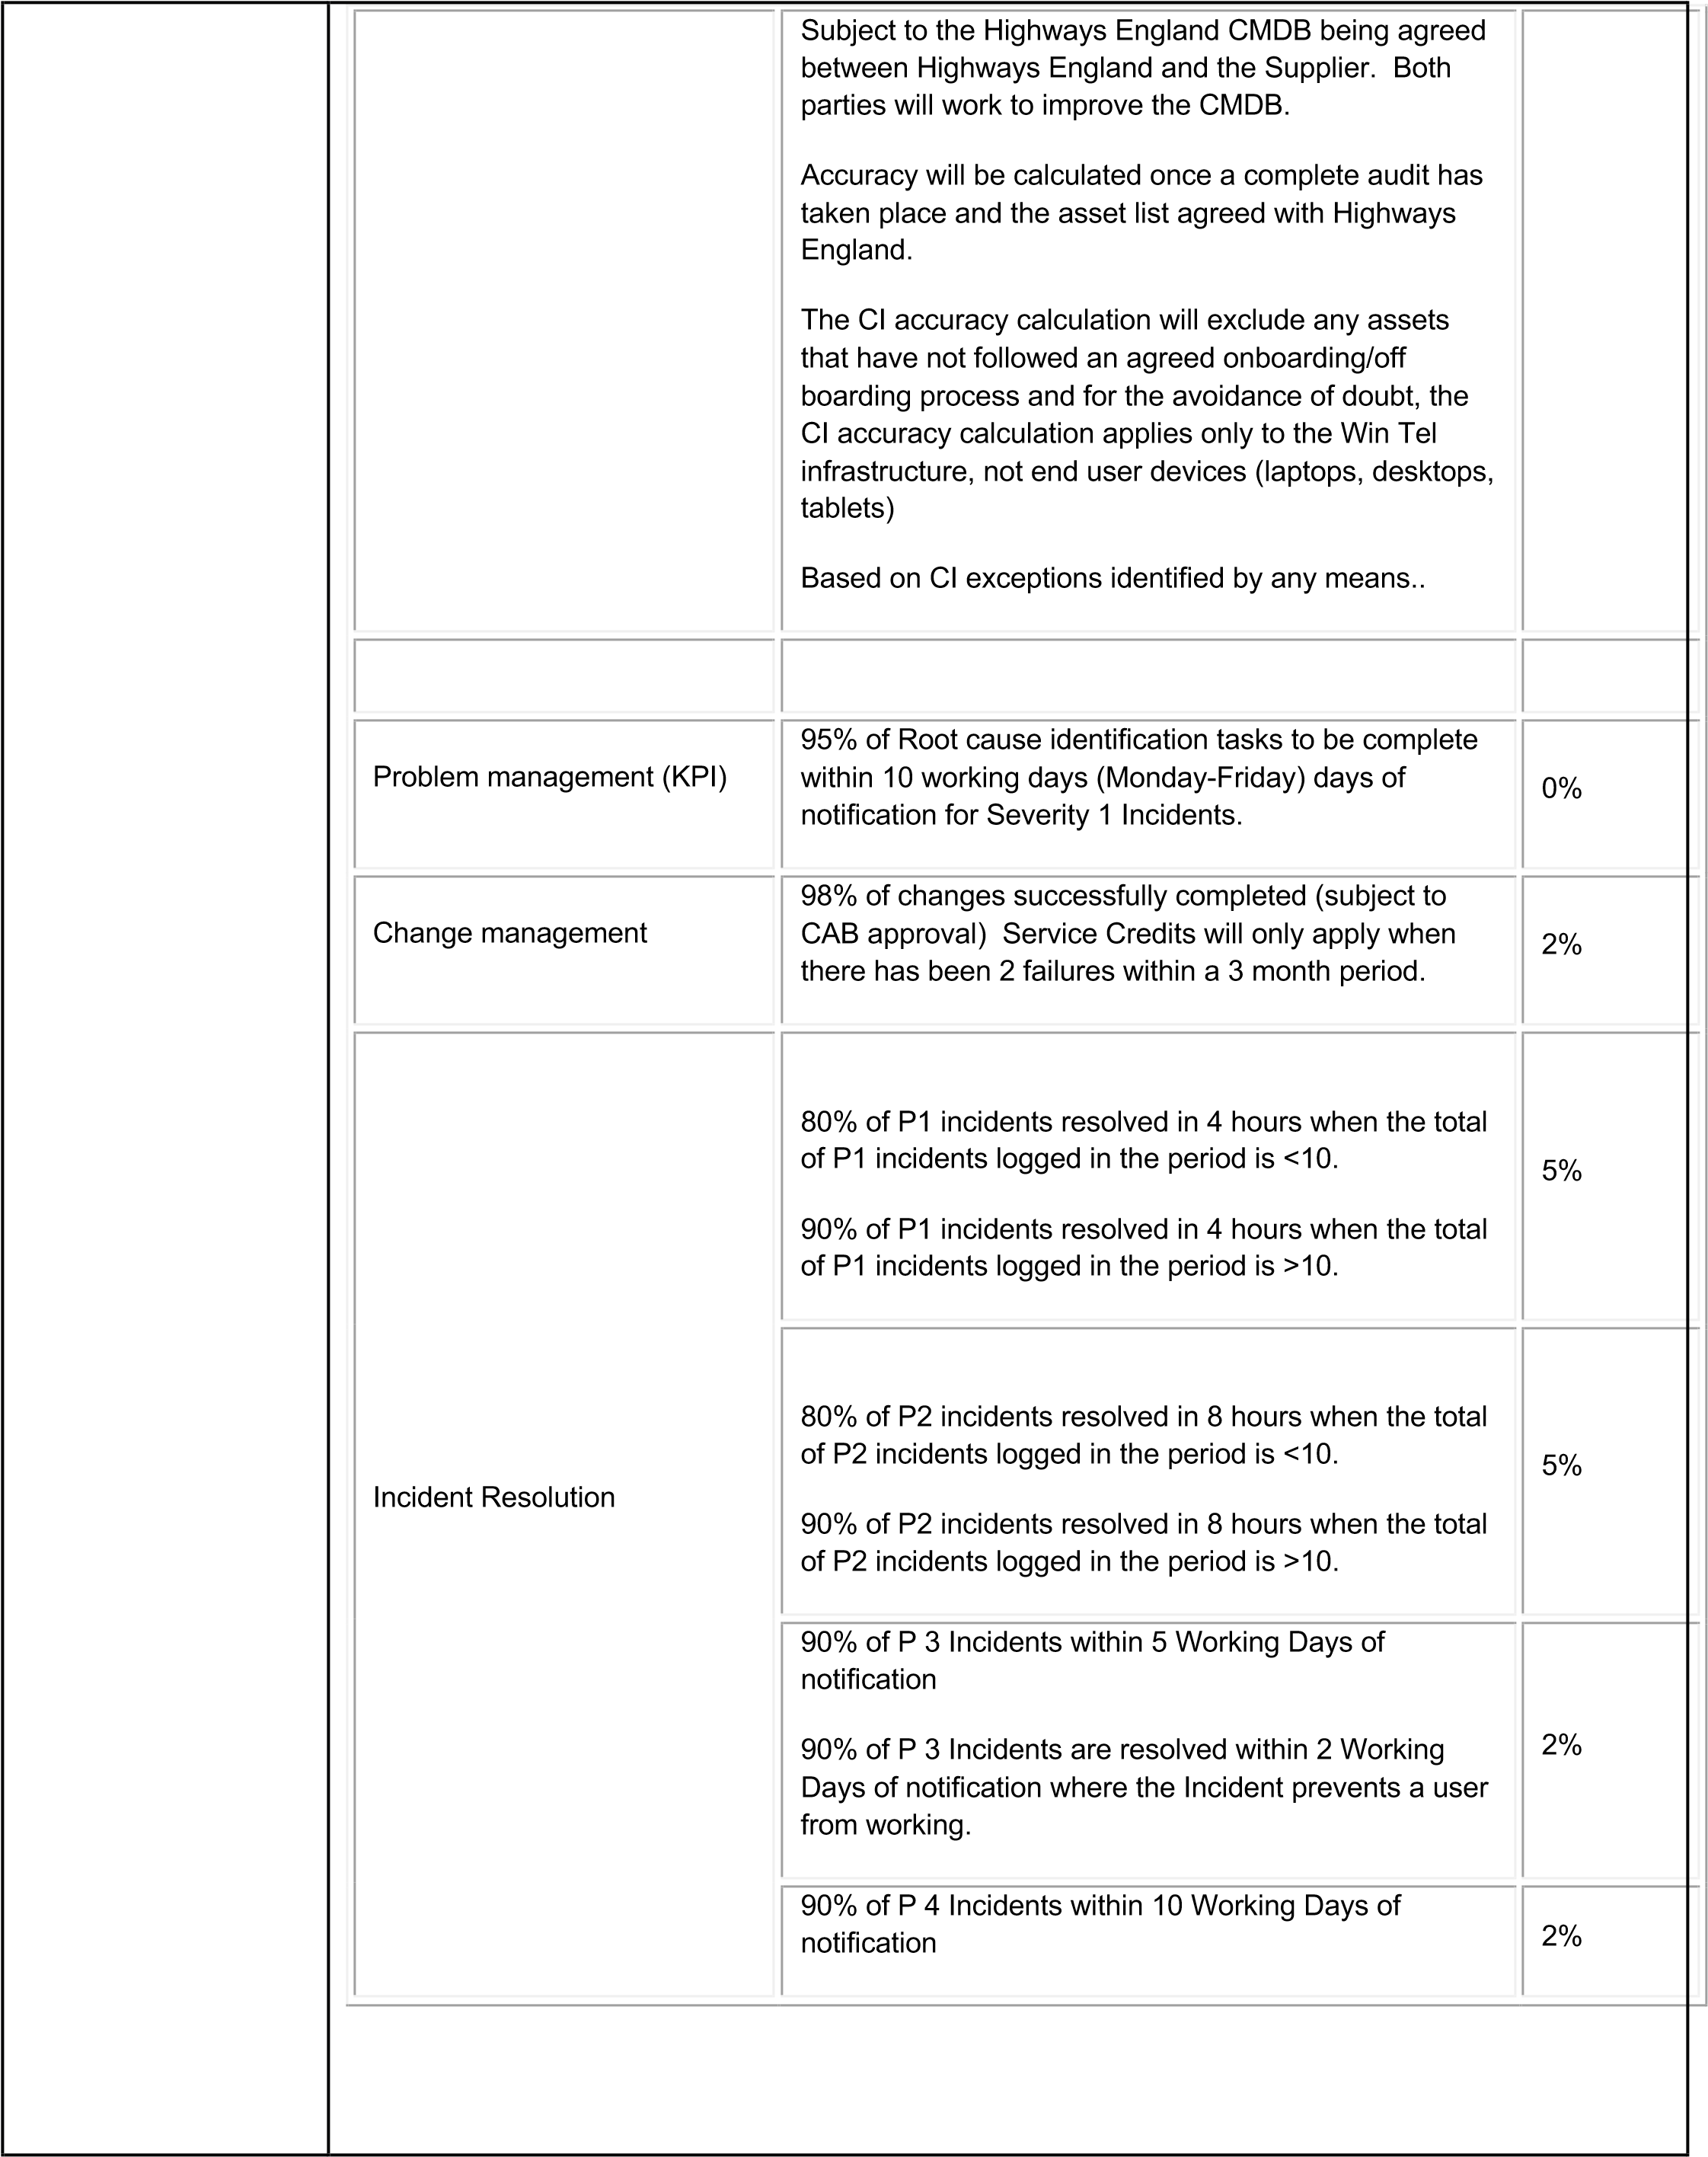 Subject to the Highways England CMDB being agreed
between Highways England and the Supplier.  Both
parties will work to improve the CMDB.
Accuracy will be calculated once a complete audit has
taken place and the asset list agreed with Highways
England.
The CI accuracy calculation will exclude any assets
that have not followed an agreed onboarding/off
boarding process and for the avoidance of doubt, the
CI accuracy calculation applies only to the Win Tel
infrastructure, not end user devices (laptops, desktops,
tablets)
Based on CI exceptions identified by any means..
Problem management (KPI)
95% of Root cause identification tasks to be complete
within 10 working days (Monday-Friday) days of
notification for Severity 1 Incidents.
0%
Change management
98% of changes successfully completed (subject to
CAB approval)  Service Credits will only apply when
there has been 2 failures within a 3 month period.
2%
Incident Resolution
80% of P1 incidents resolved in 4 hours when the total
of P1 incidents logged in the period is <10.
90% of P1 incidents resolved in 4 hours when the total
of P1 incidents logged in the period is >10.
5%
80% of P2 incidents resolved in 8 hours when the total
of P2 incidents logged in the period is <10.
90% of P2 incidents resolved in 8 hours when the total
of P2 incidents logged in the period is >10.
5%
90% of P 3 Incidents within 5 Working Days of
notification
90% of P 3 Incidents are resolved within 2 Working
Days of notification where the Incident prevents a user
from working.
2%
90% of P 4 Incidents within 10 Working Days of
notification
2%